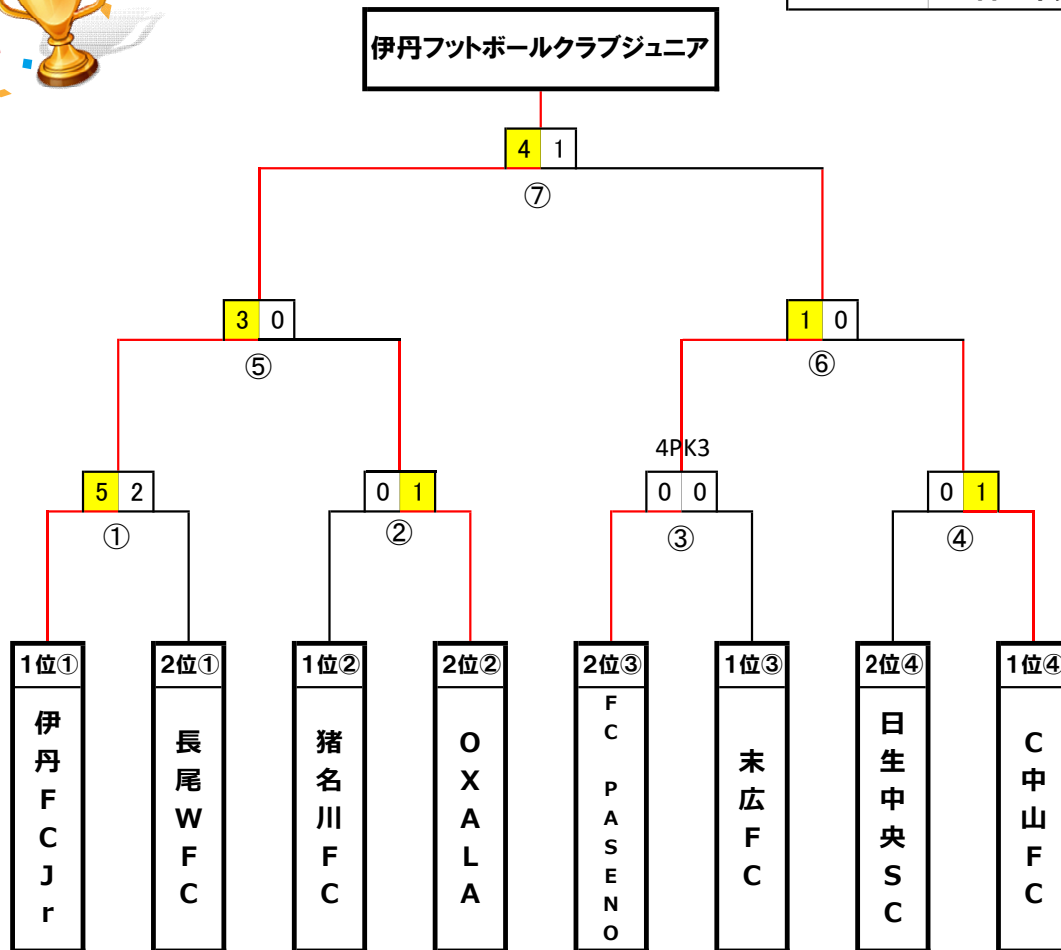 伊丹フットボールクラブジュニア
4 1
⑦
3 0
1 0
⑤
⑥
4PK3
5 2
0 1
0 0
0 1
①
②
③
④
1位①
2位①
1位②
2位②
2位③
1位③
2位④
1位④
伊丹FCJr
長尾WFC
猪名川FC
OXALA
FC PASENO
末広FC
日生中央SC
C中山FC